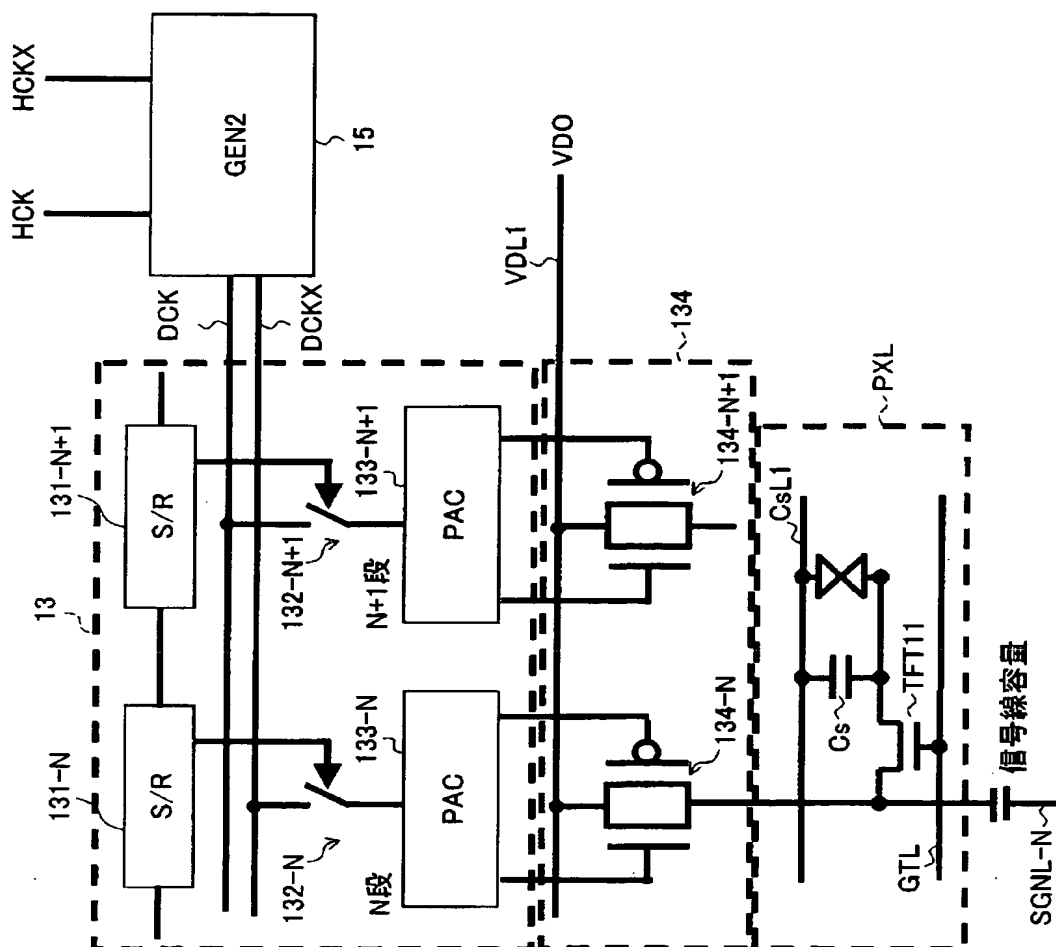 HCK
HCKX
GEN2
15
DCK
DCKX
13
131-N
131-N+1
S/R
S/R
132-N
132-N+1
N段
133-N
N+1段
133-N+1
PAC
PAC
VDL1
VDO
134
134-N
134-N+1
PXL
CsL1
Cs
TFT11
GTL
信号線容量
SGNL-N